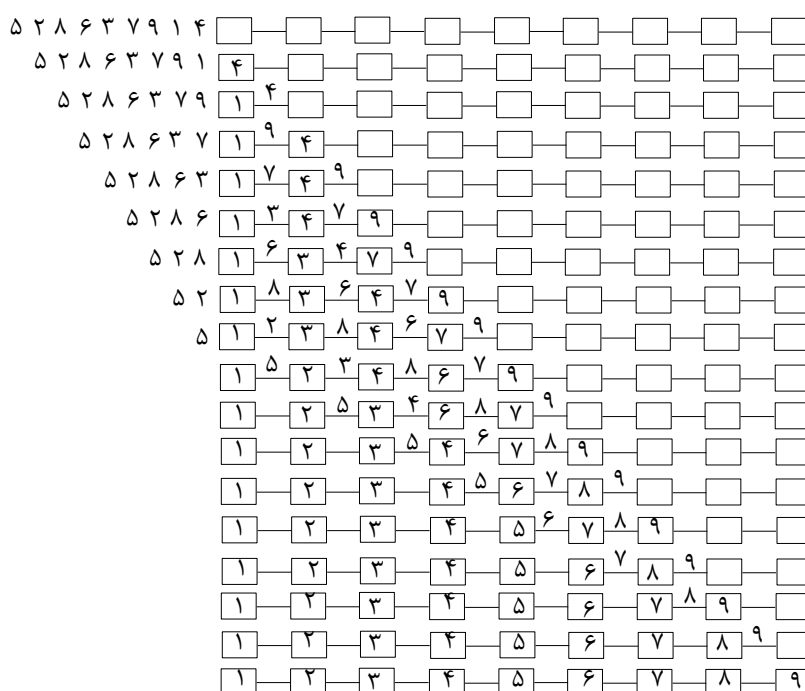 ۵ ۲ ۸ ۶ ۳ ۷ ۹ ۱ ۴
۵ ۲ ۸ ۶ ۳ ۷ ۹ ۱ ۴
۵ ۲ ۸ ۶ ۳ ۷ ۹ ۱ ۴
۵ ۲ ۸ ۶ ۳ ۷ ۱ ۹ ۴
۵ ۲ ۸ ۶ ۳ ۱ ۷ ۴ ۹
۵ ۲ ۸ ۶ ۱ ۳ ۴ ۷ ۹
۵ ۲ ۸ ۱ ۶ ۳ ۴ ۷ ۹
۵ ۲ ۱ ۸ ۳ ۶ ۴ ۷ ۹
۵ ۱ ۲ ۳ ۸ ۴ ۶ ۷ ۹
۱ ۵ ۲ ۳ ۴ ۸ ۶ ۷ ۹
۱ ۲ ۵ ۳ ۴ ۶ ۸ ۷ ۹
۱ ۲ ۳ ۵ ۴ ۶ ۷ ۸ ۹
۱ ۲ ۳ ۴ ۵ ۶ ۷ ۸ ۹
۱ ۲ ۳ ۴ ۵ ۶ ۷ ۸ ۹
۱ ۲ ۳ ۴ ۵ ۶ ۷ ۸ ۹
۱ ۲ ۳ ۴ ۵ ۶ ۷ ۸ ۹
۱ ۲ ۳ ۴ ۵ ۶ ۷ ۸ ۹
۱ ۲ ۳ ۴ ۵ ۶ ۷ ۸ ۹